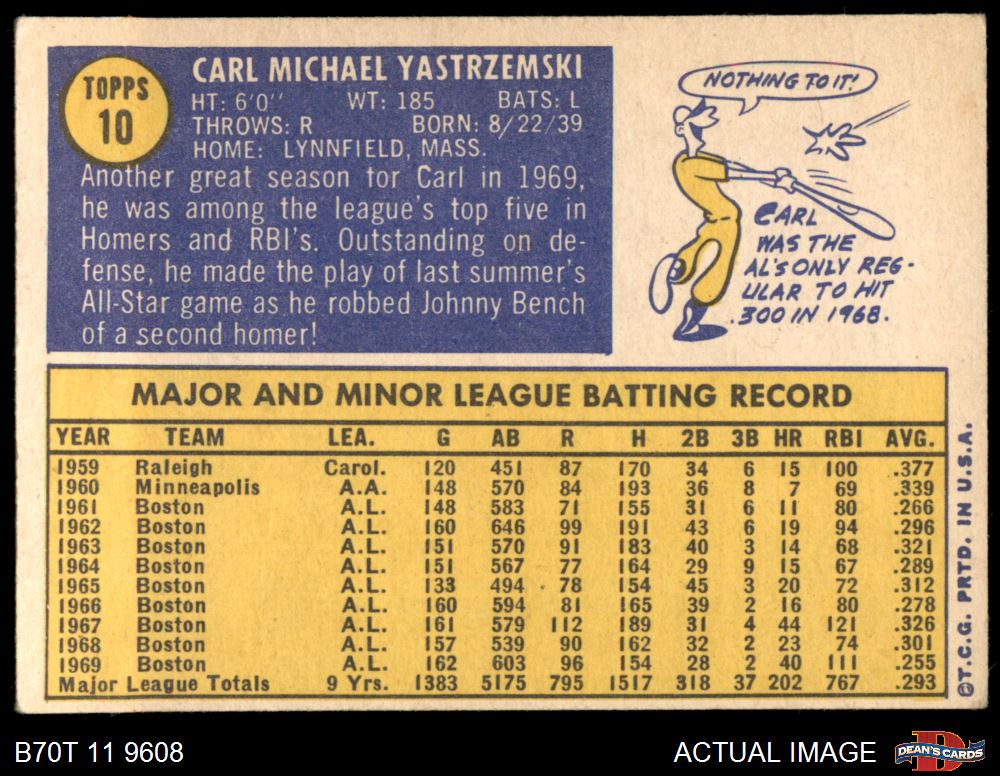 TOPPS
10
CARL MICHAEL YASTRZEMSKI
HT: 6'0" WT: 185 BATS: L
THROWS: R BORN: 8/22/39
HOME: LYNNFIELD, MASS.
Another great season for Carl in 1969,
he was among the league's top five in
Homers and RBI's. Outstanding on de-
fense, he made the play of last summer's
All-Star game as he robbed Johnny Bench
of a second homer!
NOTHING TO IT!
CARL
WAS THE
AL'S ONLY REG-
ULAR TO HIT
.300 IN 1968.
MAJOR AND MINOR LEAGUE BATTING RECORD
YEAR TEAM LEA. G AB R H 2B 3B HR RBI AVG.
1959 Raleigh Carol. 120 451 87 170 34 6 15 100 .377
1960 Minneapolis A.A. 148 570 84 193 36 8 7 69 .339
1961 Boston A.L. 148 583 71 155 31 6 11 80 .266
1962 Boston A.L. 160 646 99 191 43 6 19 94 .296
1963 Boston A.L. 151 570 91 183 40 3 14 68 .321
1964 Boston A.L. 151 567 77 164 29 9 15 67 .289
1965 Boston A.L. 133 494 78 154 45 3 20 72 .312
1966 Boston A.L. 160 594 81 165 39 2 16 80 .278
1967 Boston A.L. 161 579 112 189 31 4 44 121 .326
1968 Boston A.L. 157 539 90 162 32 2 23 74 .301
1969 Boston A.L. 162 603 96 154 28 2 40 111 .255
Major League Totals 9 Yrs. 1383 5175 795 1517 318 37 202 767 .293
©T.C.G. PRTD. IN U.S.A.
B70T 11 9608
ACTUAL IMAGE
D
DEAN'S CARDS